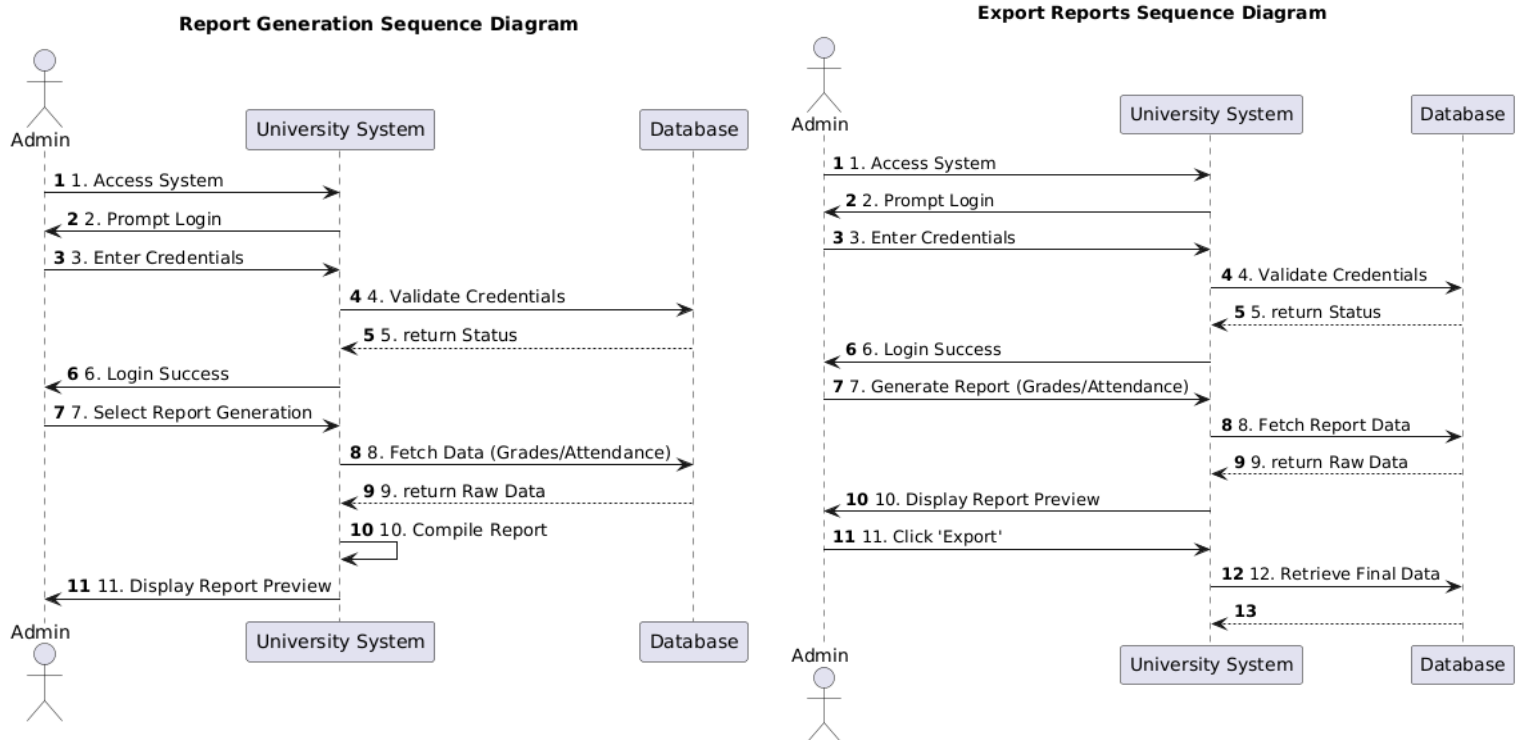 Report Generation Sequence Diagram
Admin
University System
Database
1 1. Access System
2 2. Prompt Login
3 3. Enter Credentials
4 4. Validate Credentials
5 5. return Status
6 6. Login Success
7 7. Select Report Generation
8 8. Fetch Data (Grades/Attendance)
9 9. return Raw Data
10 10. Compile Report
11 11. Display Report Preview
Admin
University System
Database
Export Reports Sequence Diagram
Admin
University System
Database
1 1. Access System
2 2. Prompt Login
3 3. Enter Credentials
4 4. Validate Credentials
5 5. return Status
6 6. Login Success
7 7. Generate Report (Grades/Attendance)
8 8. Fetch Report Data
9 9. return Raw Data
10 10. Display Report Preview
11 11. Click 'Export'
12 12. Retrieve Final Data
13
Admin
University System
Database